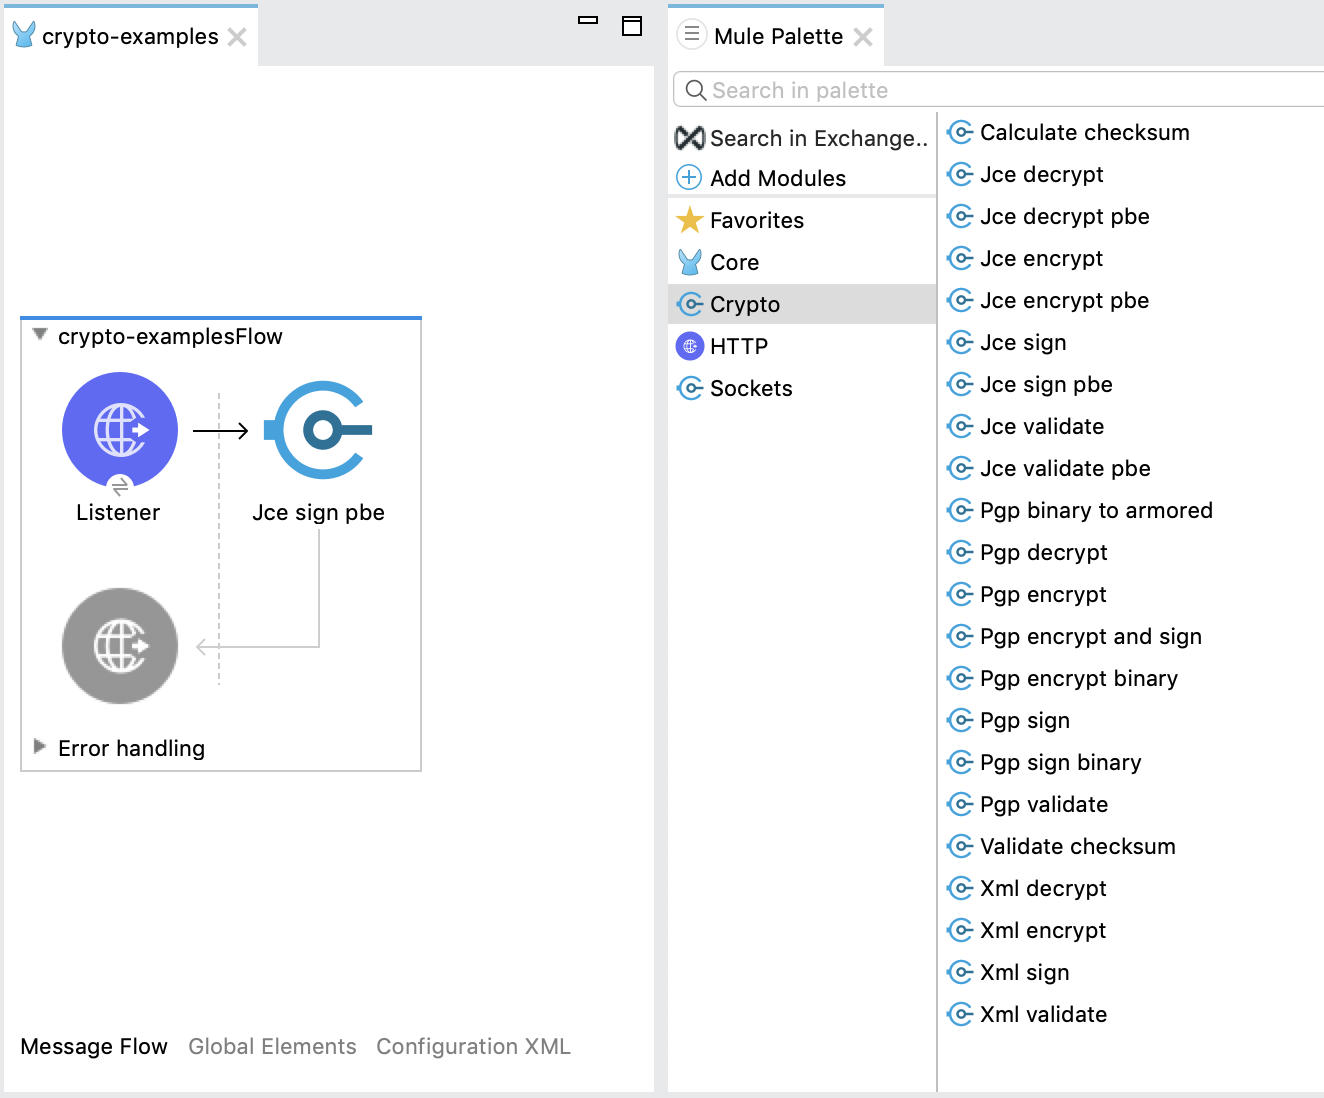 crypto-examples
crypto-examplesFlow
Listener
Jce sign pbe
Error handling
Message Flow
Global Elements
Configuration XML
Mule Palette
Search in palette
Search in Exchange..
Add Modules
Favorites
Core
Crypto
HTTP
Sockets
Calculate checksum
Jce decrypt
Jce decrypt pbe
Jce encrypt
Jce encrypt pbe
Jce sign
Jce sign pbe
Jce validate
Jce validate pbe
Pgp binary to armored
Pgp decrypt
Pgp encrypt
Pgp encrypt and sign
Pgp encrypt binary
Pgp sign
Pgp sign binary
Pgp validate
Validate checksum
Xml decrypt
Xml encrypt
Xml sign
Xml validate